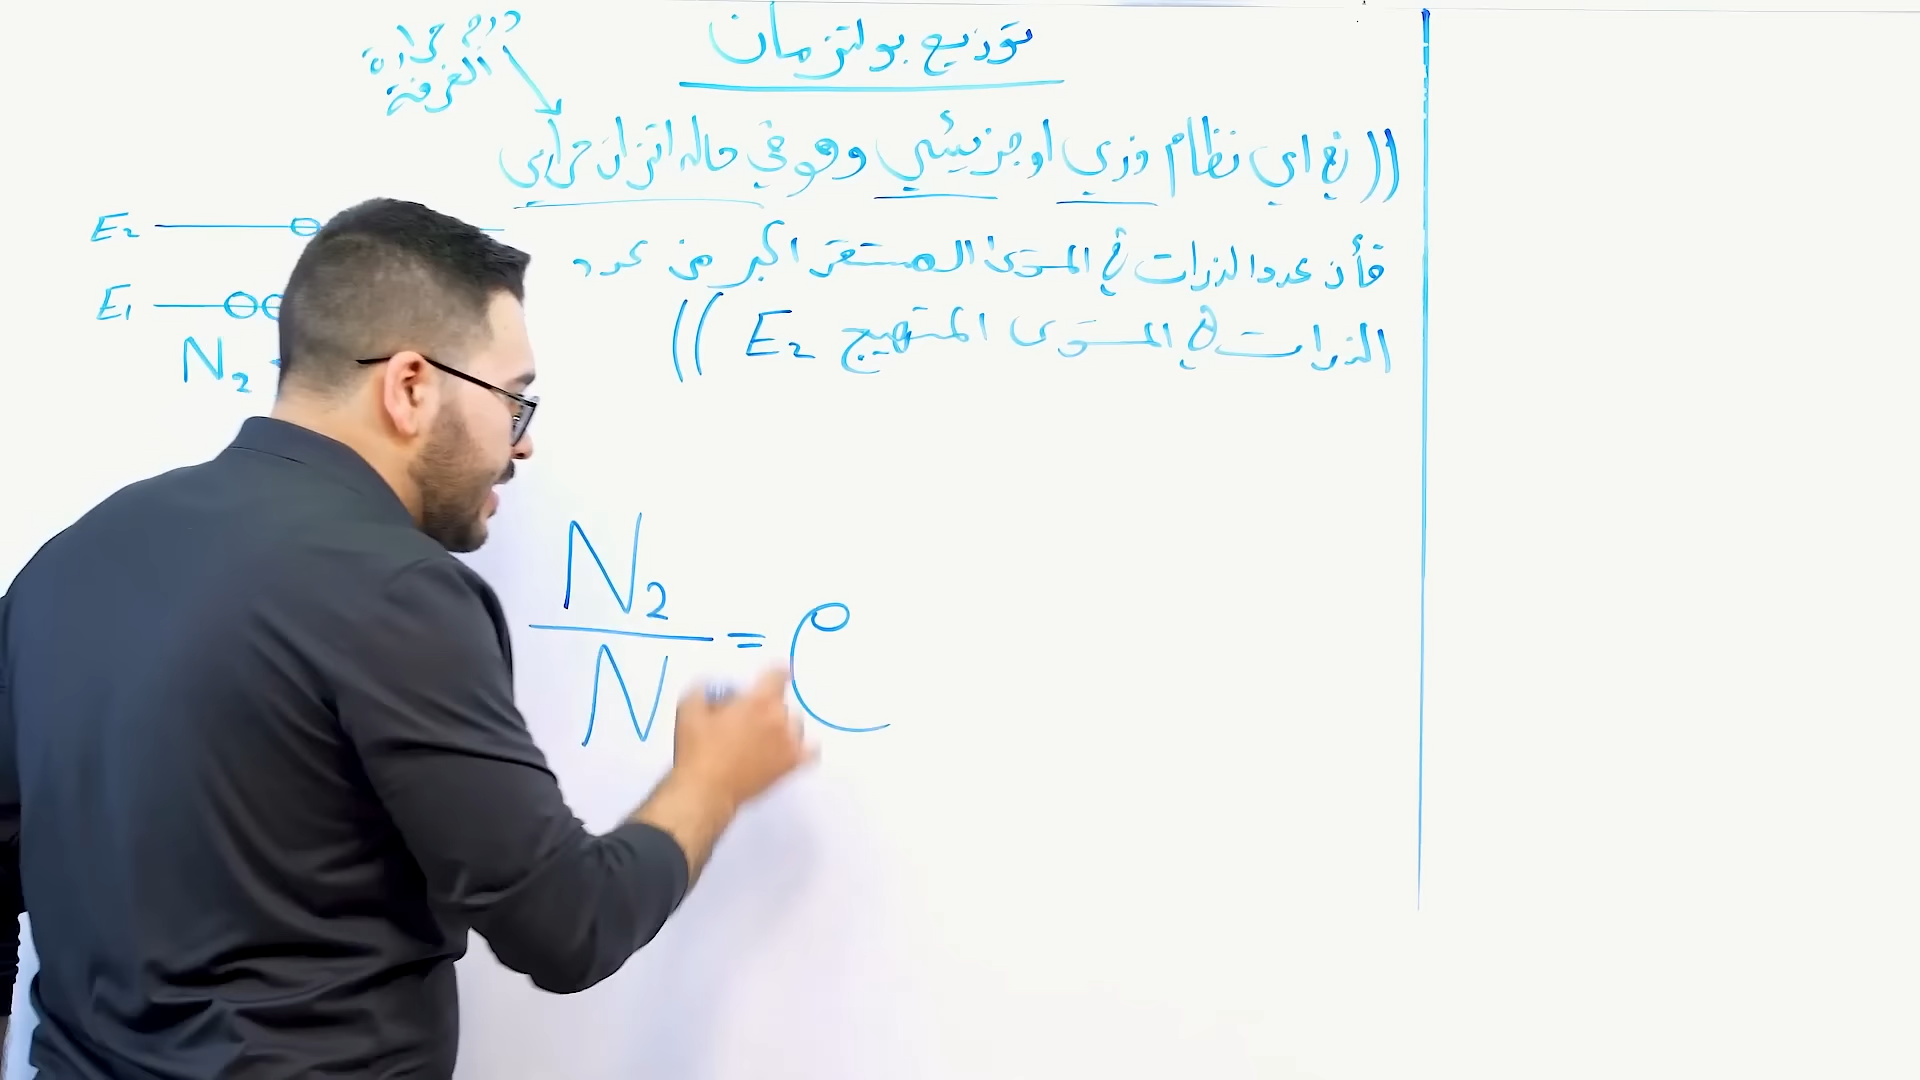 توزيع بولتزمان
درجة حرارة
الغرفة
(( في اي نظام ذري او جزيئي وهو في حاله اتزان حراري
فأن عدد الذرات في المستوى المستقر اكبر من عدد
الذرات في المستوى المتهيج E₂ ))
E₂
E₁
N₂
N₂
N = e